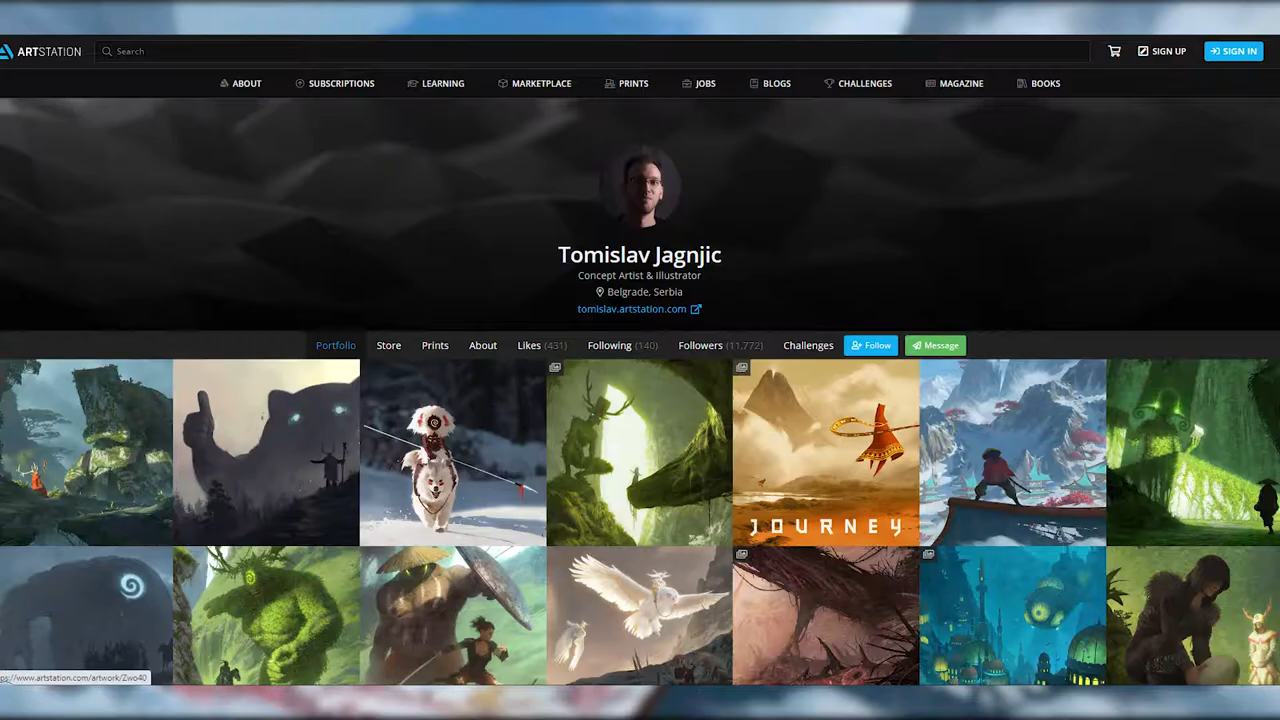 ARTSTATION
Search
SIGN UP
SIGN IN
ABOUT
SUBSCRIPTIONS
LEARNING
MARKETPLACE
PRINTS
JOBS
BLOGS
CHALLENGES
MAGAZINE
BOOKS
Tomislav Jagnjic
Concept Artist & Illustrator
Belgrade, Serbia
tomislav.artstation.com
Portfolio
Store
Prints
About
Likes (431)
Following (140)
Followers (11,772)
Challenges
Follow
Message
JOURNEY
ps://www.artstation.com/artwork/Zwo40